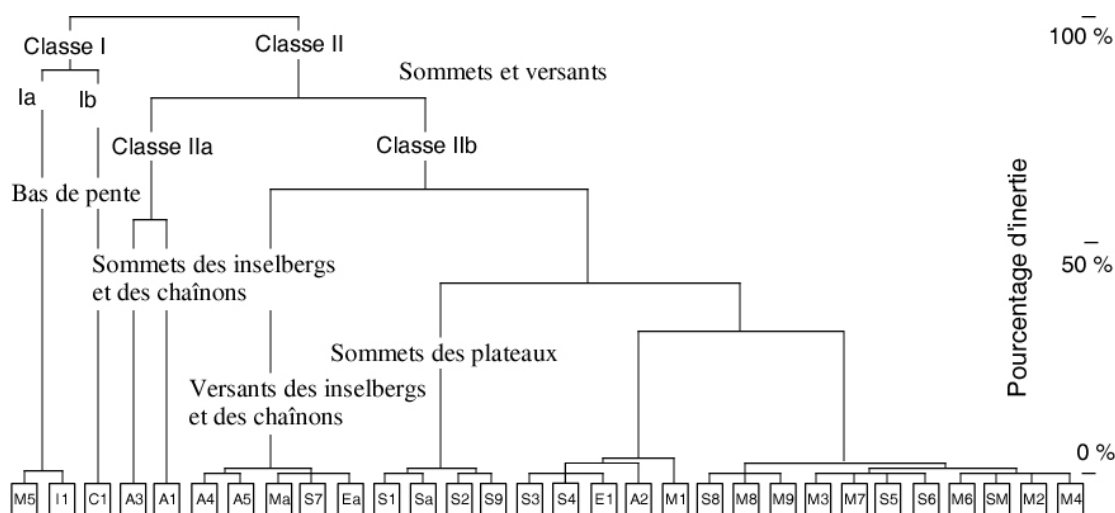 100 %
Classe I
Classe II
Sommets et versants
Ia
Ib
Classe IIa
Classe IIb
Bas de pente
Sommets des inselbergs
et des chaînons
50 %
Pourcentage d'inertie
Sommets des plateaux
Versants des inselbergs
et des chaînons
0 %
M5 I1 C1 A3 A1 A4 A5 Ma S7 Ea S1 Sa S2 S9 S3 S4 E1 A2 M1 S8 M8 M9 M3 M7 S5 S6 M6 SM M2 M4